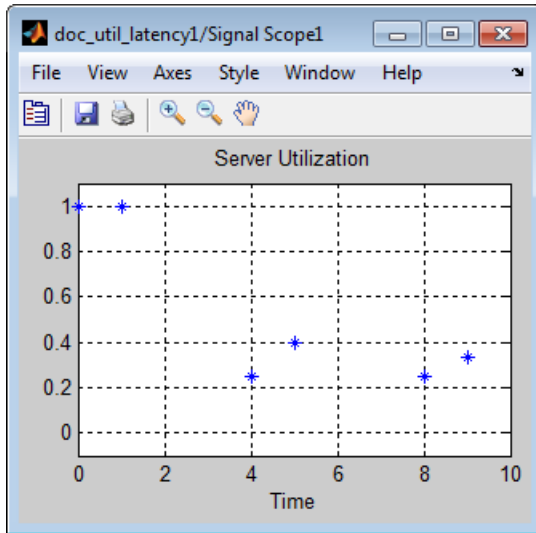 doc_util_latency1/Signal Scope1
File View Axes Style Window Help
Server Utilization
1
0.8
0.6
0.4
0.2
0
0 2 4 6 8 10
Time